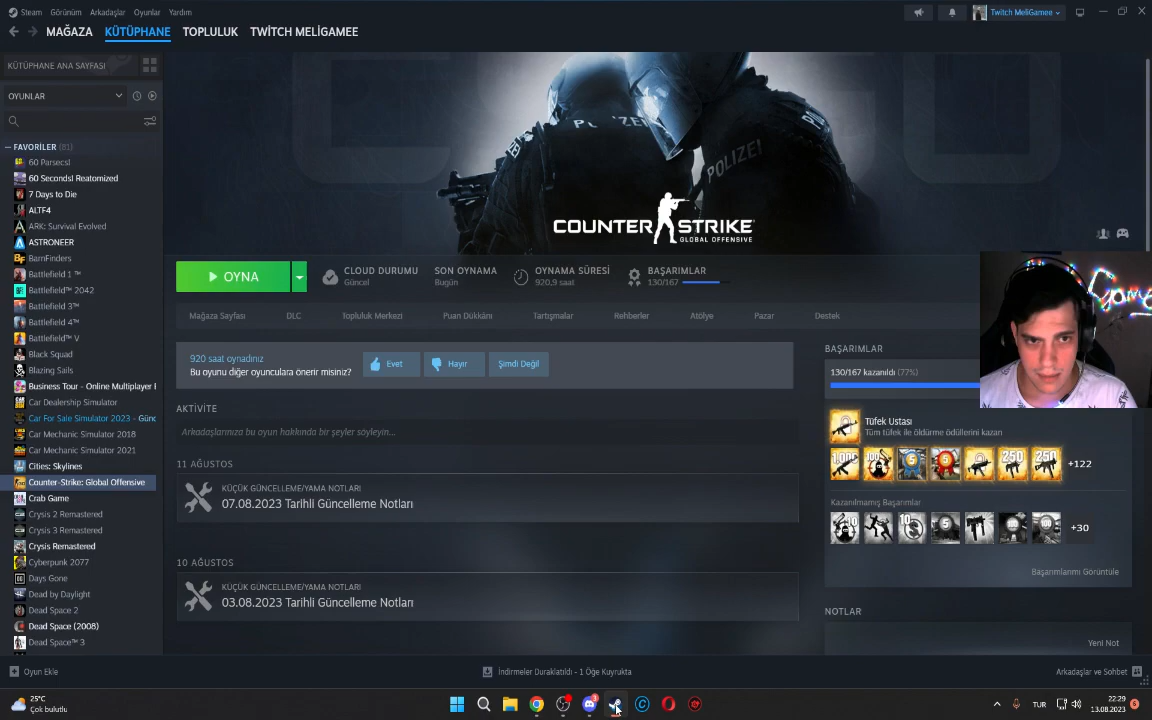 Steam Görünüm Arkadaşlar Oyunlar Yardım
Twitch MeliGamee
MAĞAZA KÜTÜPHANE TOPLULUK TWİTCH MELİGAMEE
KÜTÜPHANE ANA SAYFASI
OYUNLAR
FAVORİLER (81)
60 Parsecs!
60 Seconds! Reatomized
7 Days to Die
ALTF4
ARK: Survival Evolved
ASTRONEER
BarnFinders
Battlefield 1 ™
Battlefield™ 2042
Battlefield 3™
Battlefield 4™
Battlefield™ V
Black Squad
Blazing Sails
Business Tour - Online Multiplayer
Car Dealership Simulator
Car For Sale Simulator 2023 - Günc
Car Mechanic Simulator 2018
Car Mechanic Simulator 2021
Cities: Skylines
Counter-Strike: Global Offensive
Crab Game
Crysis 2 Remastered
Crysis 3 Remastered
Crysis Remastered
Cyberpunk 2077
Days Gone
Dead by Daylight
Dead Space 2
Dead Space (2008)
Dead Space™ 3
POLIZEI
COUNTER STRIKE
GLOBAL OFFENSIVE
OYNA
CLOUD DURUMU
Güncel
SON OYNAMA
Bugün
OYNAMA SÜRESİ
920,9 saat
BAŞARIMLAR
130/167
Mağaza Sayfası DLC Topluluk Merkezi Puan Dükkânı Tartışmalar Rehberler Atölye Pazar Destek
920 saat oynadınız
Bu oyunu diğer oyunculara önerir misiniz?
Evet Hayır Şimdi Değil
AKTİVİTE
Arkadaşlarınıza bu oyun hakkında bir şeyler söyleyin...
11 AĞUSTOS
KÜÇÜK GÜNCELLEME/YAMA NOTLARI
07.08.2023 Tarihli Güncelleme Notları
10 AĞUSTOS
KÜÇÜK GÜNCELLEME/YAMA NOTLARI
03.08.2023 Tarihli Güncelleme Notları
BAŞARIMLAR
130/167 kazanıldı (77%)
Tüfek Ustası
Tüm tüfek ile öldürme ödüllerini kazan
+122
Kazanılmamış Başarımlar
+30
Başarımlarımı Görüntüle
NOTLAR
Yeni Not
Oyun Ekle
İndirmeler Duraklatıldı - 1 Öğe Kuyrukta
Arkadaşlar ve Sohbet
25°C
Çok bulutlu
TUR
22:29
13.08.2023